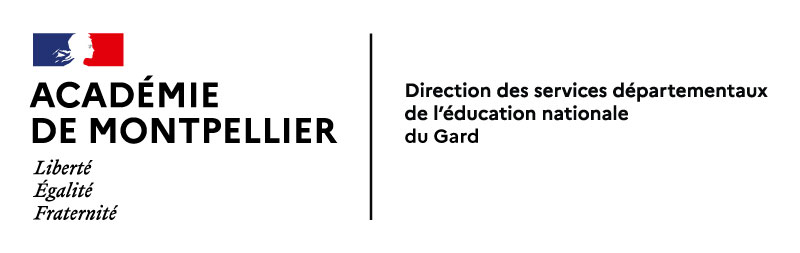 ACADÉMIE
DE MONTPELLIER
Liberté
Égalité
Fraternité
Direction des services départementaux
de l'éducation nationale
du Gard